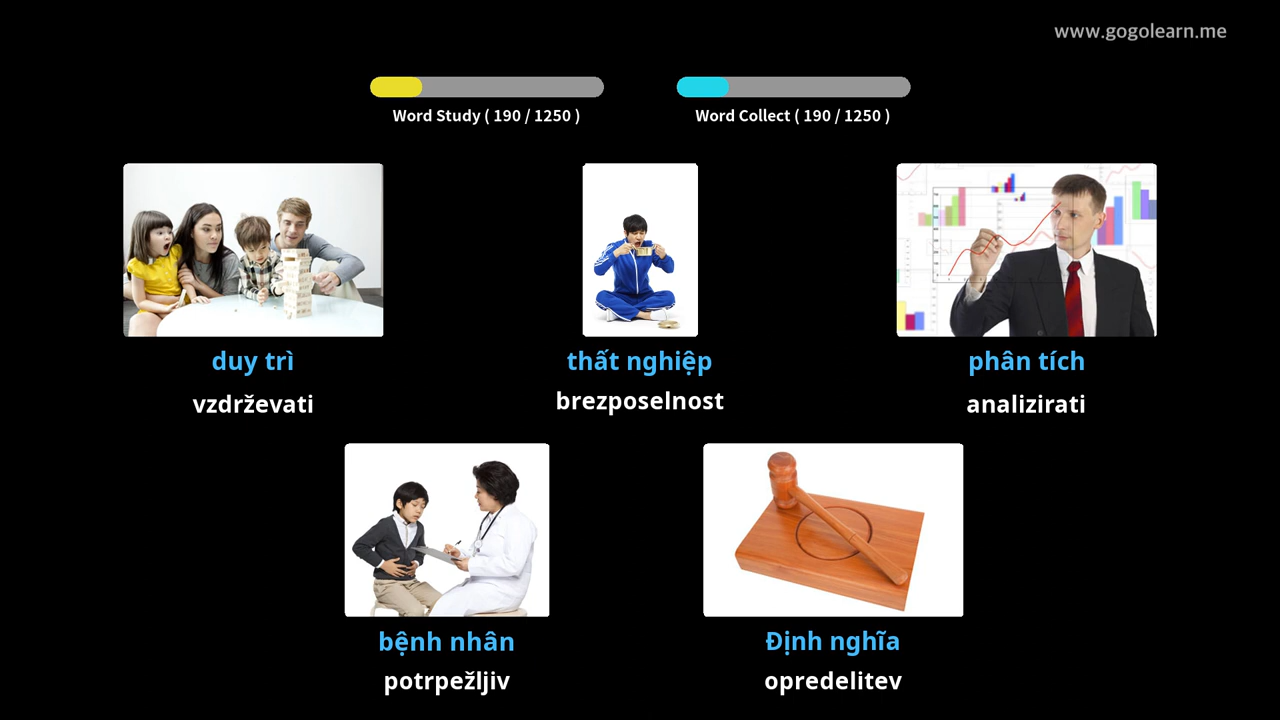 www.gogolearn.me
Word Study ( 190 / 1250 )
Word Collect ( 190 / 1250 )
duy trì
vzdrževati
thất nghiệp
brezposelnost
phân tích
analizirati
bệnh nhân
potrpežljiv
Định nghĩa
opredelitev